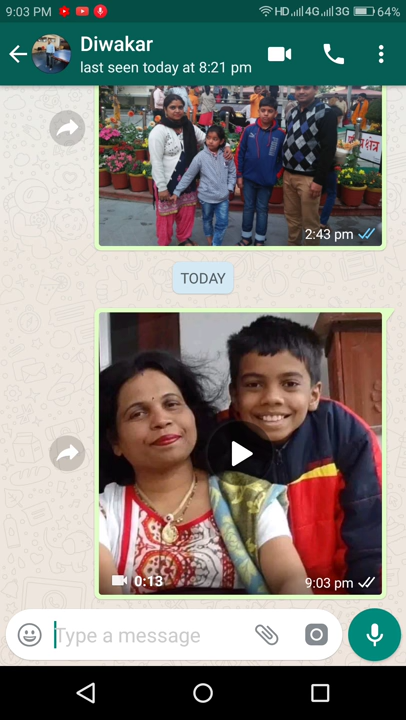 9:03 PM HD 4G 3G 64%
Diwakar
last seen today at 8:21 pm
क्षेत्र
2:43 pm
TODAY
0:13
9:03 pm
Type a message